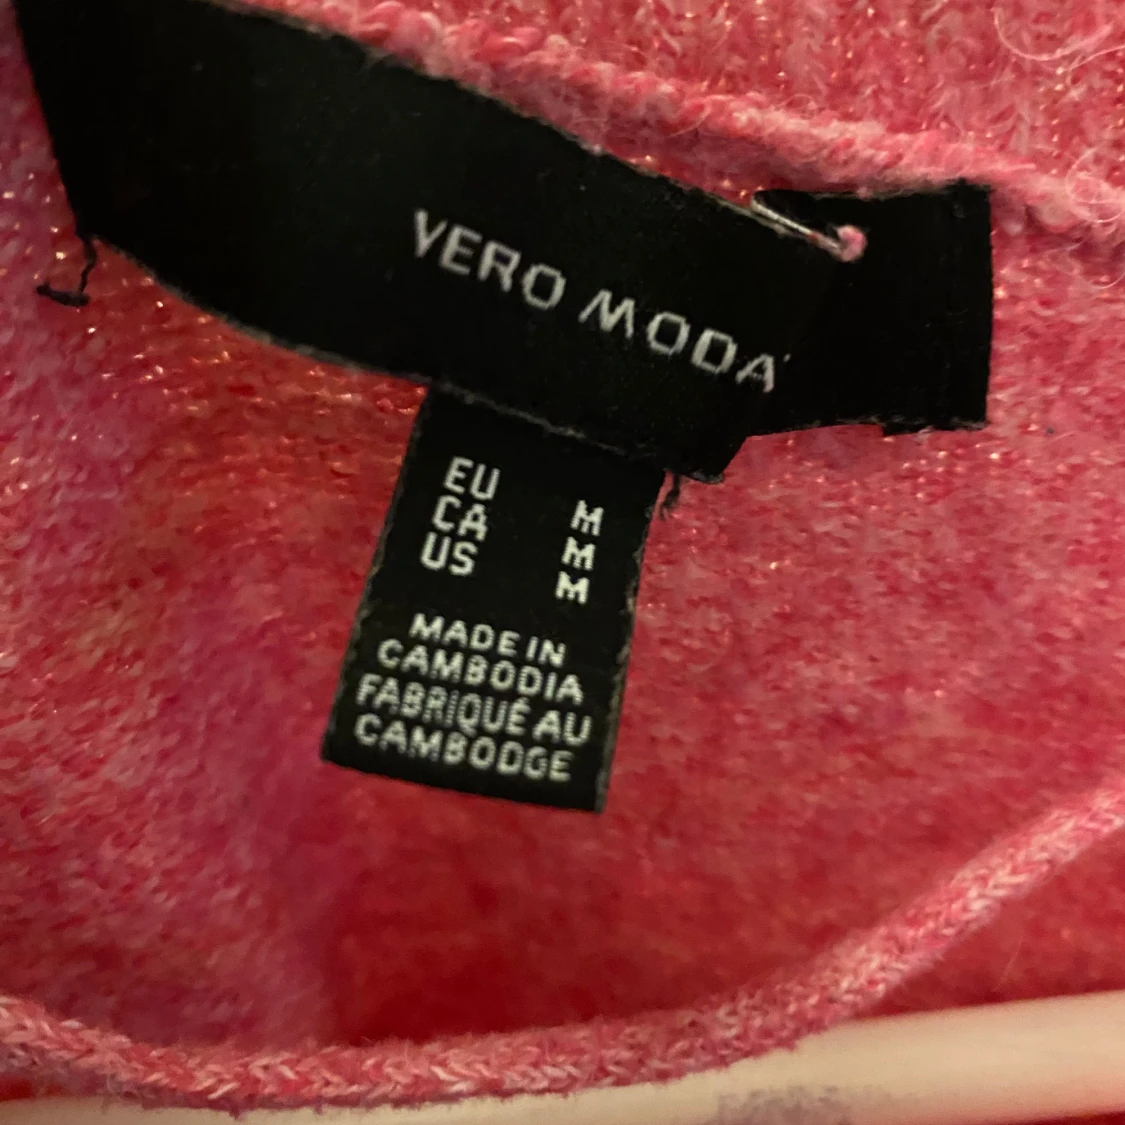 VERO MODA
EU M
CA M
US M
MADE IN
CAMBODIA
FABRIQUÉ AU
CAMBODGE